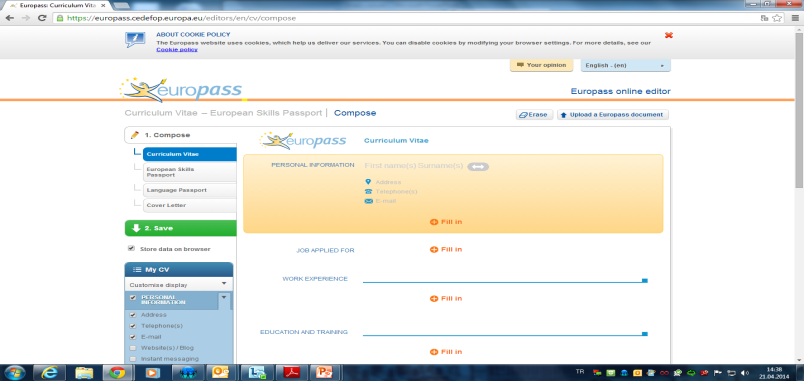 Europass: Curriculum Vita
https://europass.cedefop.europa.eu/editors/en/cv/compose
ABOUT COOKIE POLICY
The Europass website uses cookies, which help us deliver our services. You can disable cookies by modifying your browser settings. For more details, see our
Cookie policy
Your opinion
English - (en)
europass
Europass online editor
Curriculum Vitae – European Skills Passport | Compose
Erase
Upload a Europass document
1. Compose
Curriculum Vitae
European Skills
Passport
Language Passport
Cover Letter
2. Save
Store data on browser
My CV
Customise display
PERSONAL
INFORMATION
Address
Telephone(s)
E-mail
Website(s) / Blog
Instant messaging
europass
Curriculum Vitae
PERSONAL INFORMATION
First name(s) Surname(s)
Address
Telephone(s)
E-mail
Fill in
JOB APPLIED FOR
Fill in
WORK EXPERIENCE
Fill in
EDUCATION AND TRAINING
Fill in
TR
14:38
21.04.2014